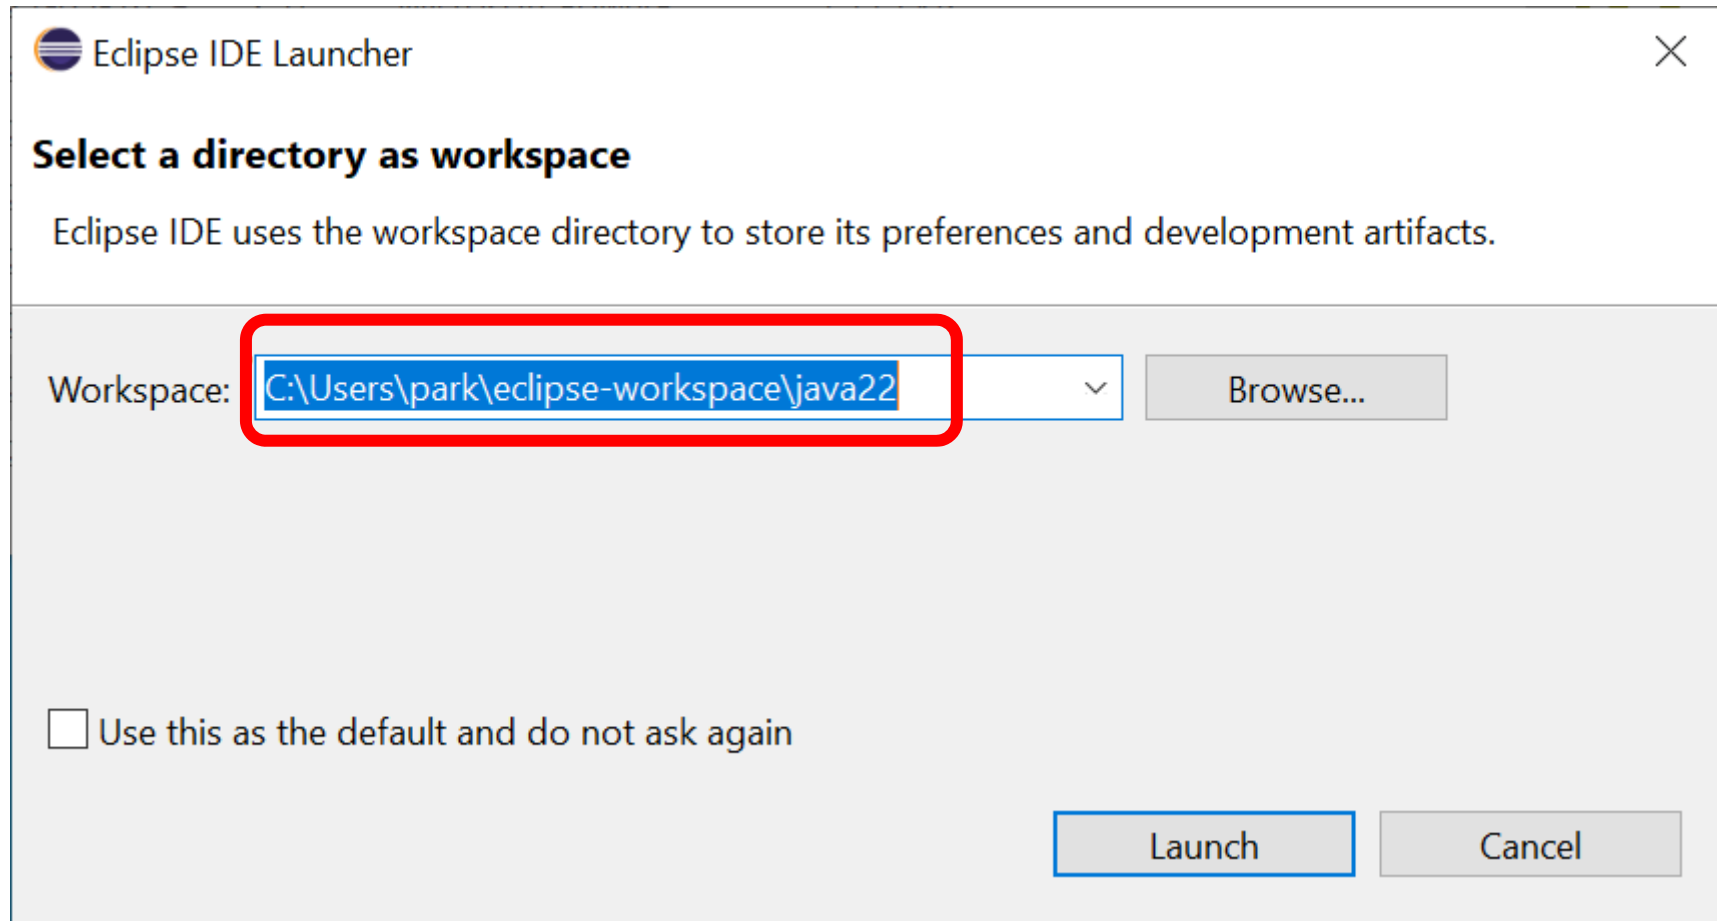 Eclipse IDE Launcher
Select a directory as workspace
Eclipse IDE uses the workspace directory to store its preferences and development artifacts.
Workspace: C:\Users\park\eclipse-workspace\java22 Browse...
Use this as the default and do not ask again
Launch Cancel